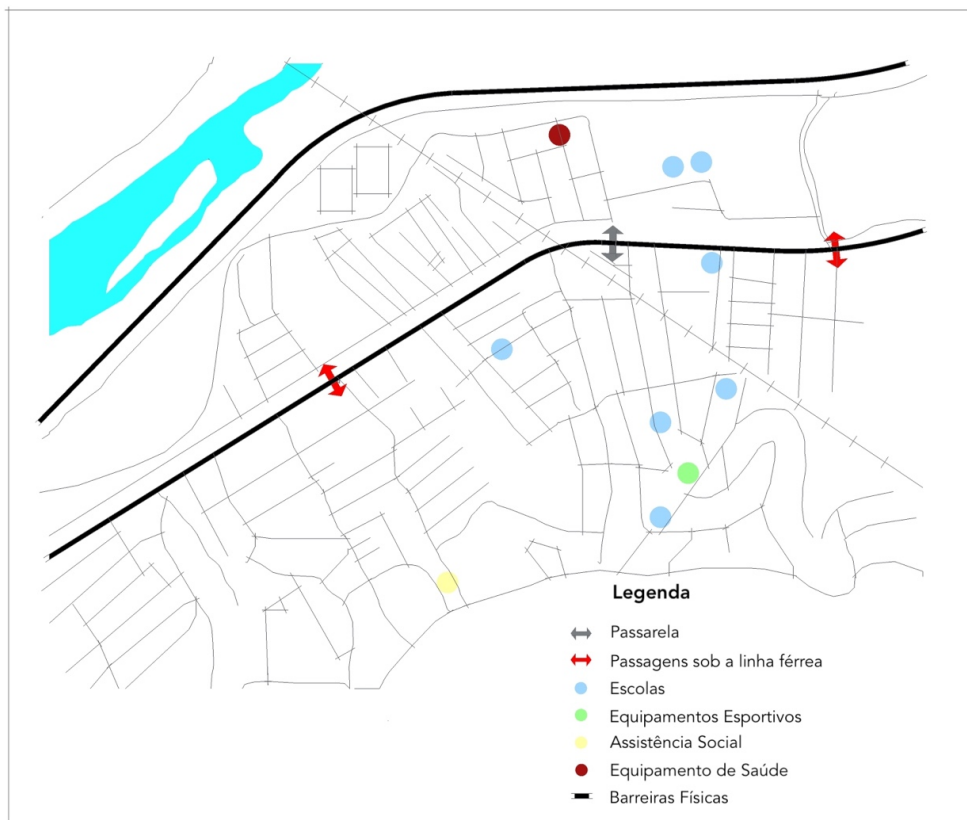 Legenda
Passarela
Passagens sob a linha férrea
Escolas
Equipamentos Esportivos
Assistência Social
Equipamento de Saúde
Barreiras Físicas